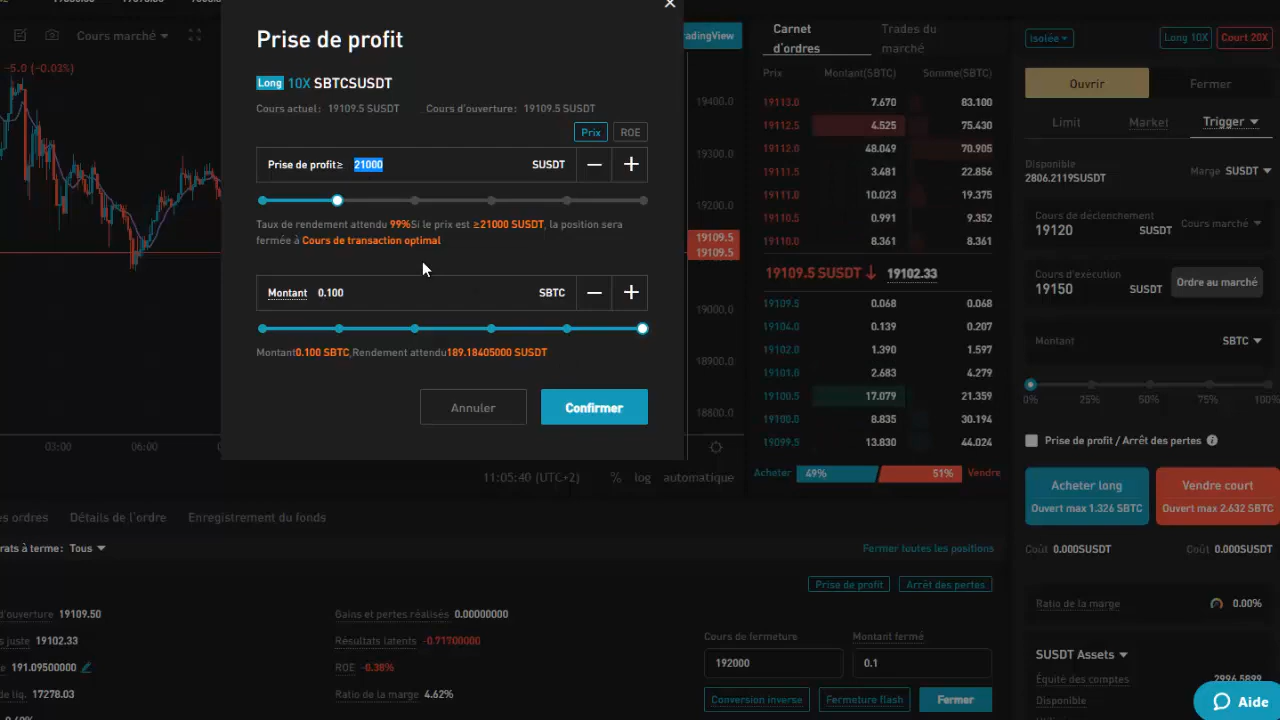 Prise de profit
Long 10X SBTCSUSDT
Cours actuel: 19109.5 SUSDT Cours d'ouverture: 19109.5 SUSDT
Prix ROE
Prise de profit≥ 21000 SUSDT − +
Taux de rendement attendu 99%Si le prix est ≥21000 SUSDT, la position sera
fermée à Cours de transaction optimal
Montant 0.100 SBTC − +
Montant0.100 SBTC,Rendement attendu189.18405000 SUSDT
Annuler Confirmer
Cours marché
-5.0 (-0.03%)
03:00 06:00
11:05:40 (UTC+2) % log automatique
adingView
19400.0
19300.0
19200.0
19109.5
19109.5
19000.0
18900.0
18800.0
Carnet
d'ordres
Trades du
marché
Prix Montant(SBTC) Somme(SBTC)
19113.0 7.670 83.100
19112.5 4.525 75.430
19112.0 48.049 70.905
19111.5 3.481 22.856
19111.0 10.023 19.375
19110.5 0.991 9.352
19110.0 8.361 8.361
19109.5 SUSDT↓ 19102.33
19109.5 0.068 0.068
19104.0 0.139 0.207
19102.0 1.390 1.597
19101.0 2.683 4.279
19100.5 17.079 21.359
19100.0 8.835 30.194
19099.5 13.830 44.024
Acheter 49% 51% Vendre
Isolée Long 10X Court 20X
Ouvrir Fermer
Limit Market Trigger
Disponible
2806.2119SUSDT
Marge SUSDT
Cours de déclenchement
19120 SUSDT
Cours marché
Cours d'exécution
19150 SUSDT
Ordre au marché
Montant SBTC
0% 25% 50% 75% 100%
Prise de profit / Arrêt des pertes
Acheter long
Ouvert max 1.326 SBTC
Vendre court
Ouvert max 2.632 SBTC
Coût 0.000SUSDT Coût 0.000SUSDT
Ratio de la marge 0.00%
SUSDT Assets
Équité des comptes 2996.5899
Disponible
Aide
es ordres Détails de l'ordre Enregistrement du fonds
rats à terme: Tous
Fermer toutes les positions
Prise de profit Arrêt des pertes
d'ouverture 19109.50
s juste 19102.33
e 191.09500000
de liq. 17278.03
Gains et pertes réalisés 0.00000000
Résultats latents -0.71700000
ROE -0.38%
Ratio de la marge 4.62%
Cours de fermeture Montant fermé
192000 0.1
Conversion inverse Fermeture flash Fermer